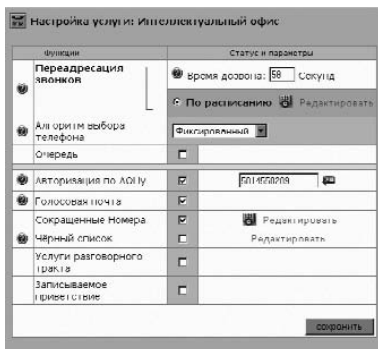 Настройка услуги: Интеллектуальный офис
Функции Статус и параметры
Переадресация звонков
Время дозвона: 58 Секунд
По расписанию Редактировать
Алгоритм выбора телефона
Фиксированный
Очередь
Авторизация по АОНу 5014550209
Голосовая почта
Сокращенные Номера Редактировать
Чёрный список Редактировать
Услуги разговорного тракта
Записываемое приветствие
сохранить